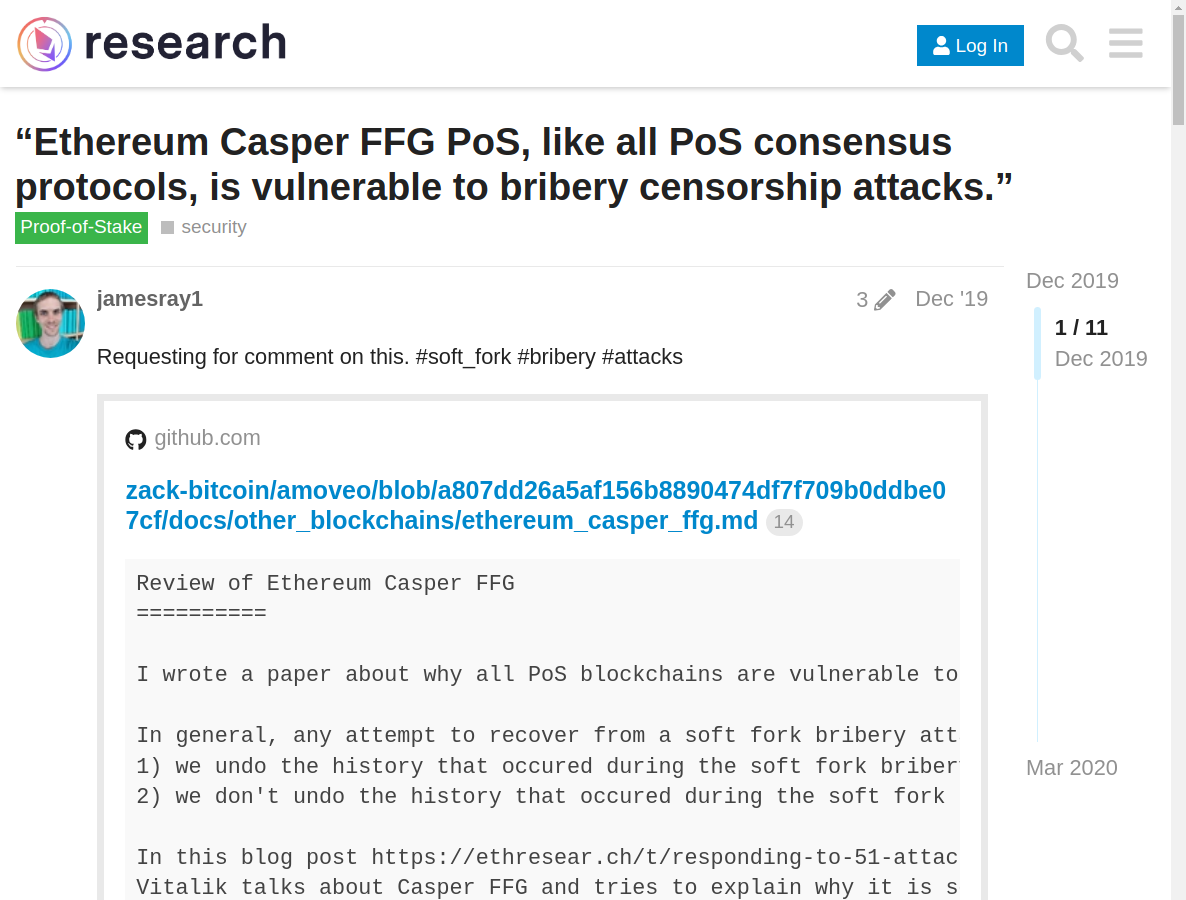 research
Log In
“Ethereum Casper FFG PoS, like all PoS consensus
protocols, is vulnerable to bribery censorship attacks.”
Proof-of-Stake security
jamesray1
3 Dec '19
Requesting for comment on this. #soft_fork #bribery #attacks
github.com
zack-bitcoin/amoveo/blob/a807dd26a5af156b8890474df7f709b0ddbe0
7cf/docs/other_blockchains/ethereum_casper_ffg.md 14
Review of Ethereum Casper FFG
==========
I wrote a paper about why all PoS blockchains are vulnerable to
In general, any attempt to recover from a soft fork bribery att
1) we undo the history that occured during the soft fork briber
2) we don't undo the history that occured during the soft fork
In this blog post https://ethresear.ch/t/responding-to-51-attac
Vitalik talks about Casper FFG and tries to explain why it is s
Dec 2019
1 / 11
Dec 2019
Mar 2020